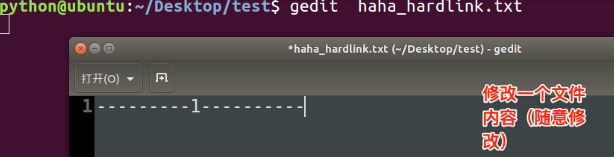 python@ubuntu:~/Desktop/test$ gedit  haha_hardlink.txt
*haha_hardlink.txt (~/Desktop/test) - gedit
打开(O)
1 ---------1----------
修改一个文件
内容（随意修
改）